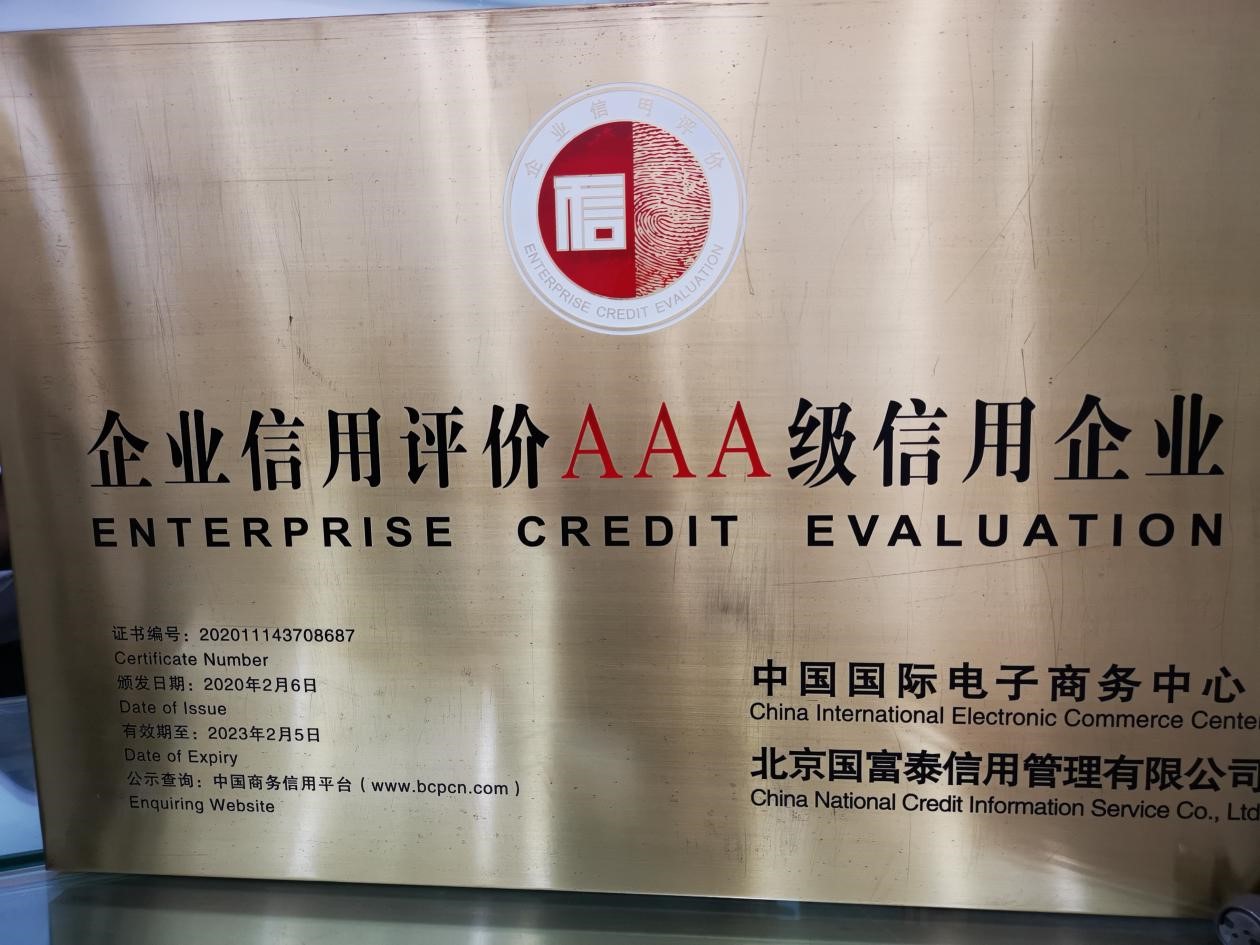 企业信用评价
信
ENTERPRISE CREDIT EVALUATION
企业信用评价AAA级信用企业
ENTERPRISE CREDIT EVALUATION
证书编号：202011143708687
Certificate Number
颁发日期：2020年2月6日
Date of Issue
有效期至：2023年2月5日
Date of Expiry
公示查询：中国商务信用平台（www.bcpcn.com）
Enquiring Website
中国国际电子商务中心
China International Electronic Commerce Center
北京国富泰信用管理有限公司
China National Credit Information Service Co., Ltd